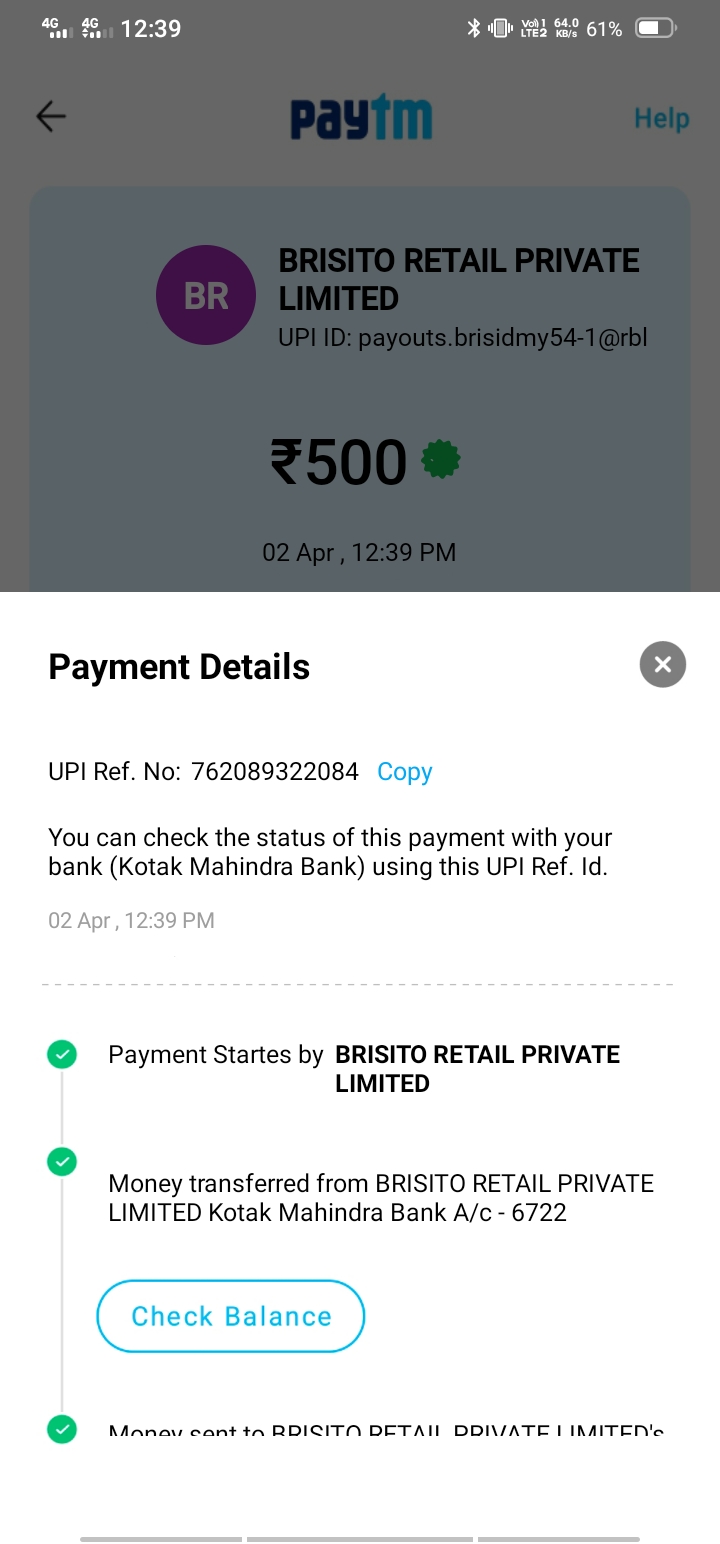 4G 4G 12:39 Vo)) 1 LTE2 64.0 KB/s 61%
paytm Help
BR
BRISITO RETAIL PRIVATE
LIMITED
UPI ID: payouts.brisidmy54-1@rbl
₹500
02 Apr , 12:39 PM
Payment Details
UPI Ref. No: 762089322084 Copy
You can check the status of this payment with your
bank (Kotak Mahindra Bank) using this UPI Ref. Id.
02 Apr , 12:39 PM
Payment Startes by BRISITO RETAIL PRIVATE
LIMITED
Money transferred from BRISITO RETAIL PRIVATE
LIMITED Kotak Mahindra Bank A/c - 6722
Check Balance
Money sent to BRISITO RETAIL PRIVATE LIMITED's